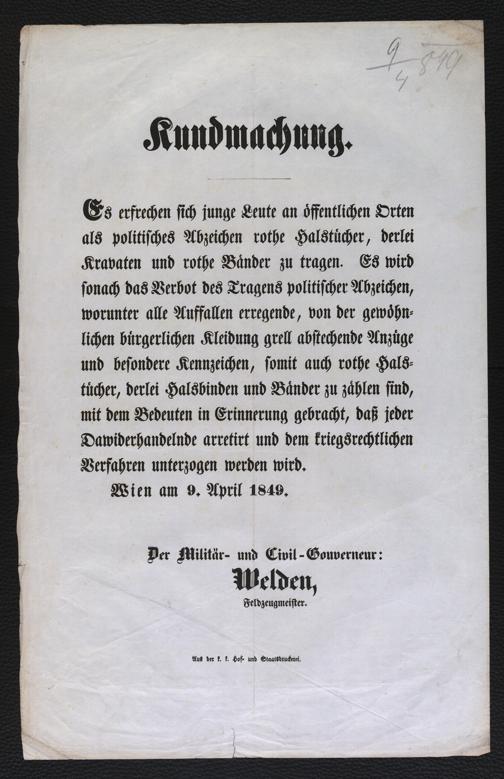 9/4 849
Kundmachung.
Es erfrechen sich junge Leute an öffentlichen Orten
als politisches Abzeichen rothe Halstücher, derlei
Kravaten und rothe Bänder zu tragen. Es wird
sonach das Verbot des Tragens politischer Abzeichen,
worunter alle Auffallen erregende, von der gewöhn-
lichen bürgerlichen Kleidung grell abstechende Anzüge
und besondere Kennzeichen, somit auch rothe Hals-
tücher, derlei Halsbinden und Bänder zu zählen sind,
mit dem Bedeuten in Erinnerung gebracht, daß jeder
Dawiderhandelnde arretirt und dem kriegsrechtlichen
Verfahren unterzogen werden wird.
Wien am 9. April 1849.
Der Militär- und Civil-Gouverneur:
Welden,
Feldzeugmeister.
Aus der k. k. Hof- und Staatsdruckerei.